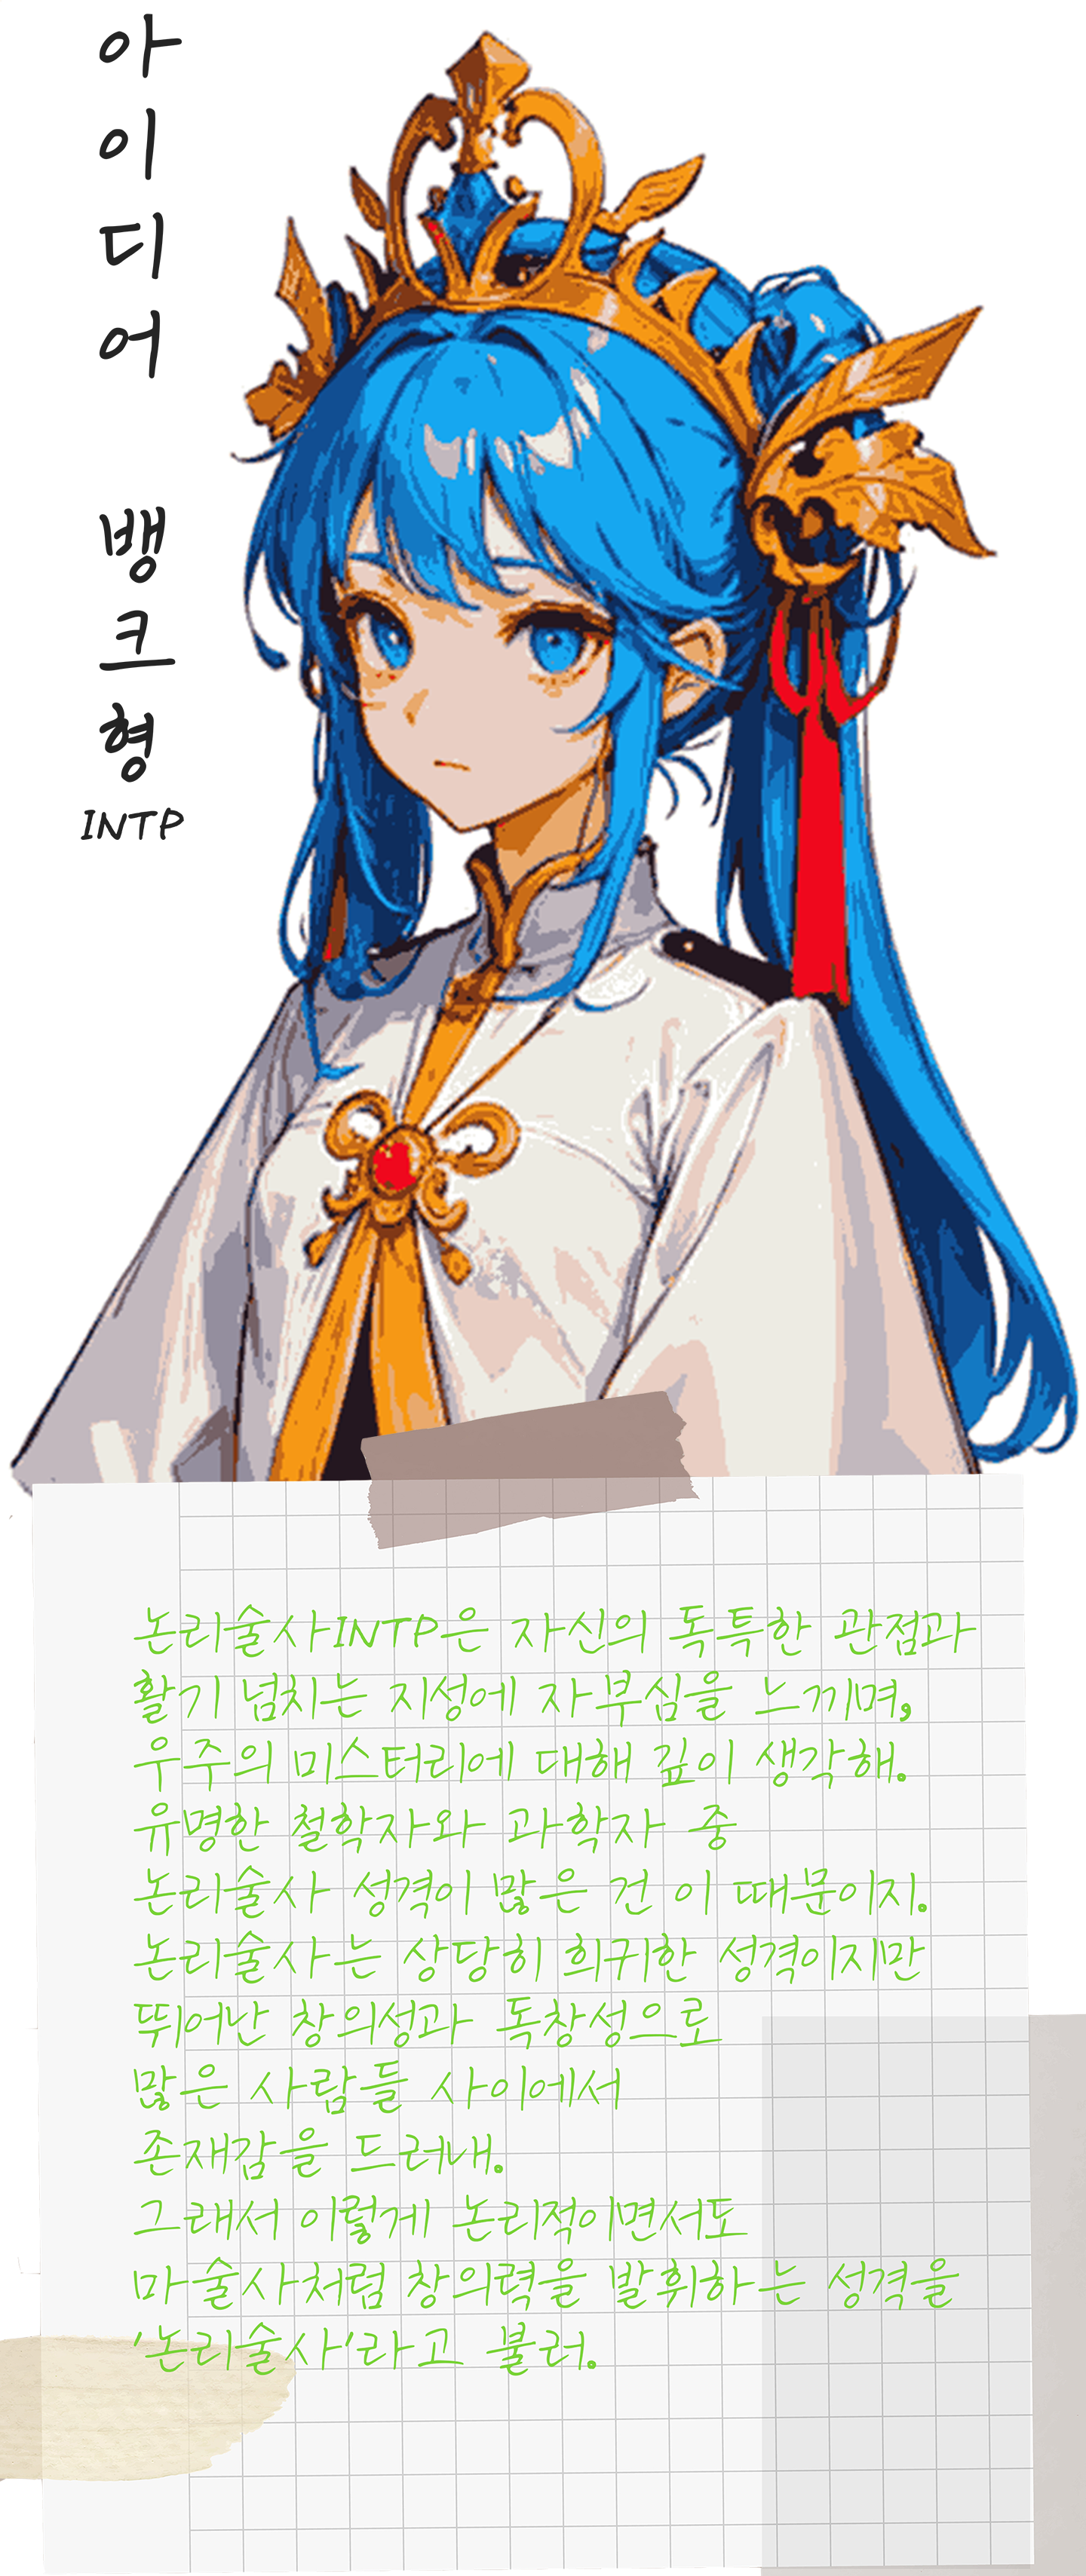 아이디어 뱅크형
INTP
논리술사INTP은 자신의 독특한 관점과
활기 넘치는 지성에 자부심을 느끼며,
우주의 미스터리에 대해 깊이 생각해.
유명한 철학자와 과학자 중
논리술사 성격이 많은 건 이 때문이지.
논리술사는 상당히 희귀한 성격이지만
뛰어난 창의성과 독창성으로
많은 사람들 사이에서
존재감을 드러내.
그래서 이렇게 논리적이면서도
마술사처럼 창의력을 발휘하는 성격을
'논리술사'라고 불러.